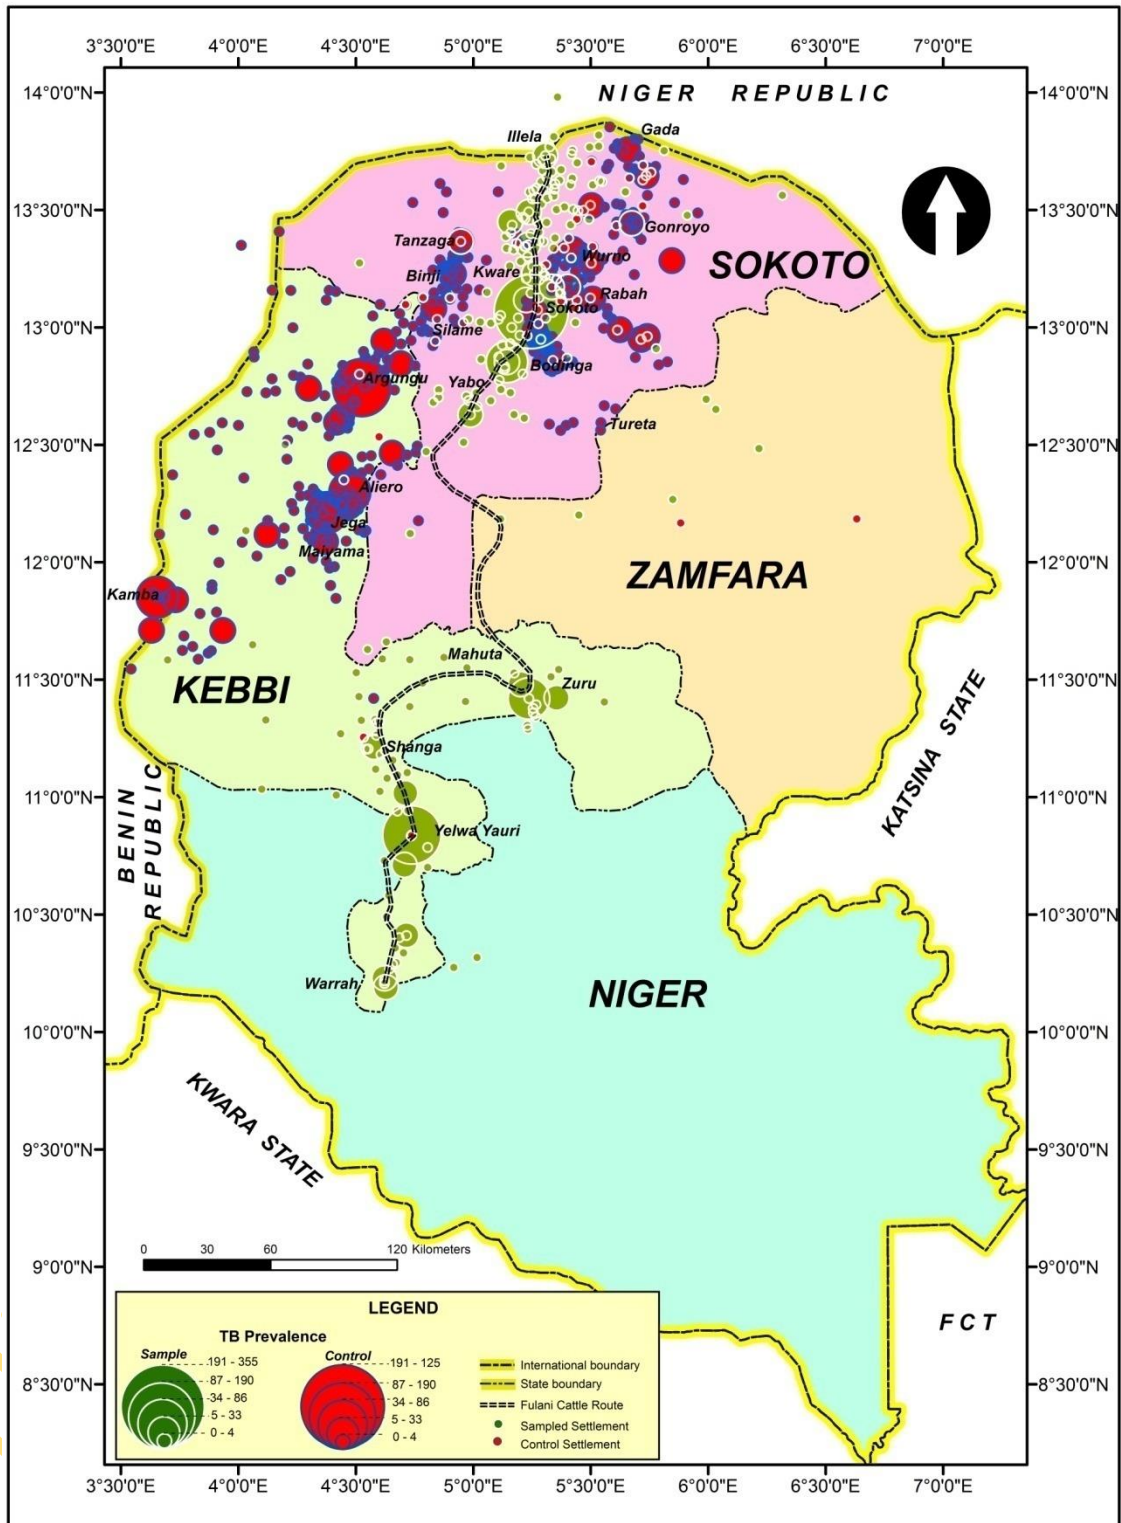 3°30'0"E 4°0'0"E 4°30'0"E 5°0'0"E 5°30'0"E 6°0'0"E 6°30'0"E 7°0'0"E
14°0'0"N
NIGER REPUBLIC
14°0'0"N
Illela
Gada
13°30'0"N
13°30'0"N
Gonroyo
Tanzaga
Wurno
SOKOTO
Binji
Kware
Rabah
Sokoto
13°0'0"N
Silame
13°0'0"N
Bodinga
Argungu
Yabo
Tureta
12°30'0"N
12°30'0"N
Aliero
Jega
Maiyama
12°0'0"N
ZAMFARA
12°0'0"N
Kamba
Mahuta
KEBBI
Zuru
11°30'0"N
11°30'0"N
Shanga
KATSINA STATE
BENIN
REPUBLIC
11°0'0"N
11°0'0"N
Yelwa Yauri
10°30'0"N
10°30'0"N
Warrah
NIGER
10°0'0"N
10°0'0"N
KWARA STATE
9°30'0"N
9°30'0"N
0 30 60 120 Kilometers
9°0'0"N
9°0'0"N
LEGEND
FCT
TB Prevalence
Sample
191 - 355
87 - 190
34 - 86
5 - 33
0 - 4
Control
191 - 125
87 - 190
34 - 86
5 - 33
0 - 4
International boundary
State boundary
Fulani Cattle Route
Sampled Settlement
Control Settlement
8°30'0"N
8°30'0"N
3°30'0"E 4°0'0"E 4°30'0"E 5°0'0"E 5°30'0"E 6°0'0"E 6°30'0"E 7°0'0"E